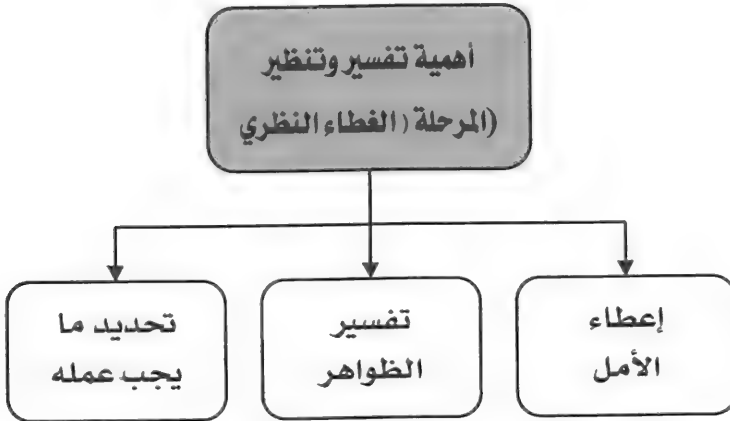 أهمية تفسير وتنظير
(المرحلة ( الغطاء النظري
إعطاء
الأمل
تفسير
الظواهر
تحديد ما
يجب عمله